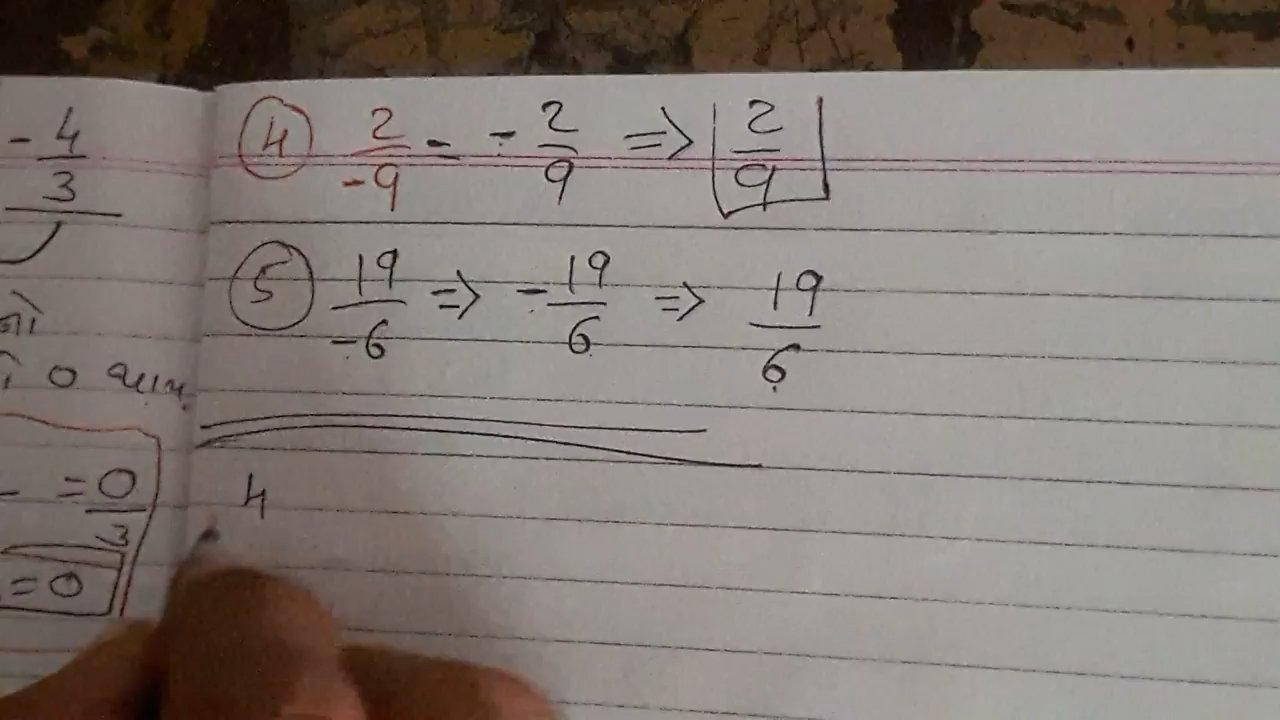 - 4/3
૦ થાય.
= 0/3
= 0
④ 2/-9 = - 2/9 => 2/9
⑤ 19/-6 => - 19/6 => 19/6
4